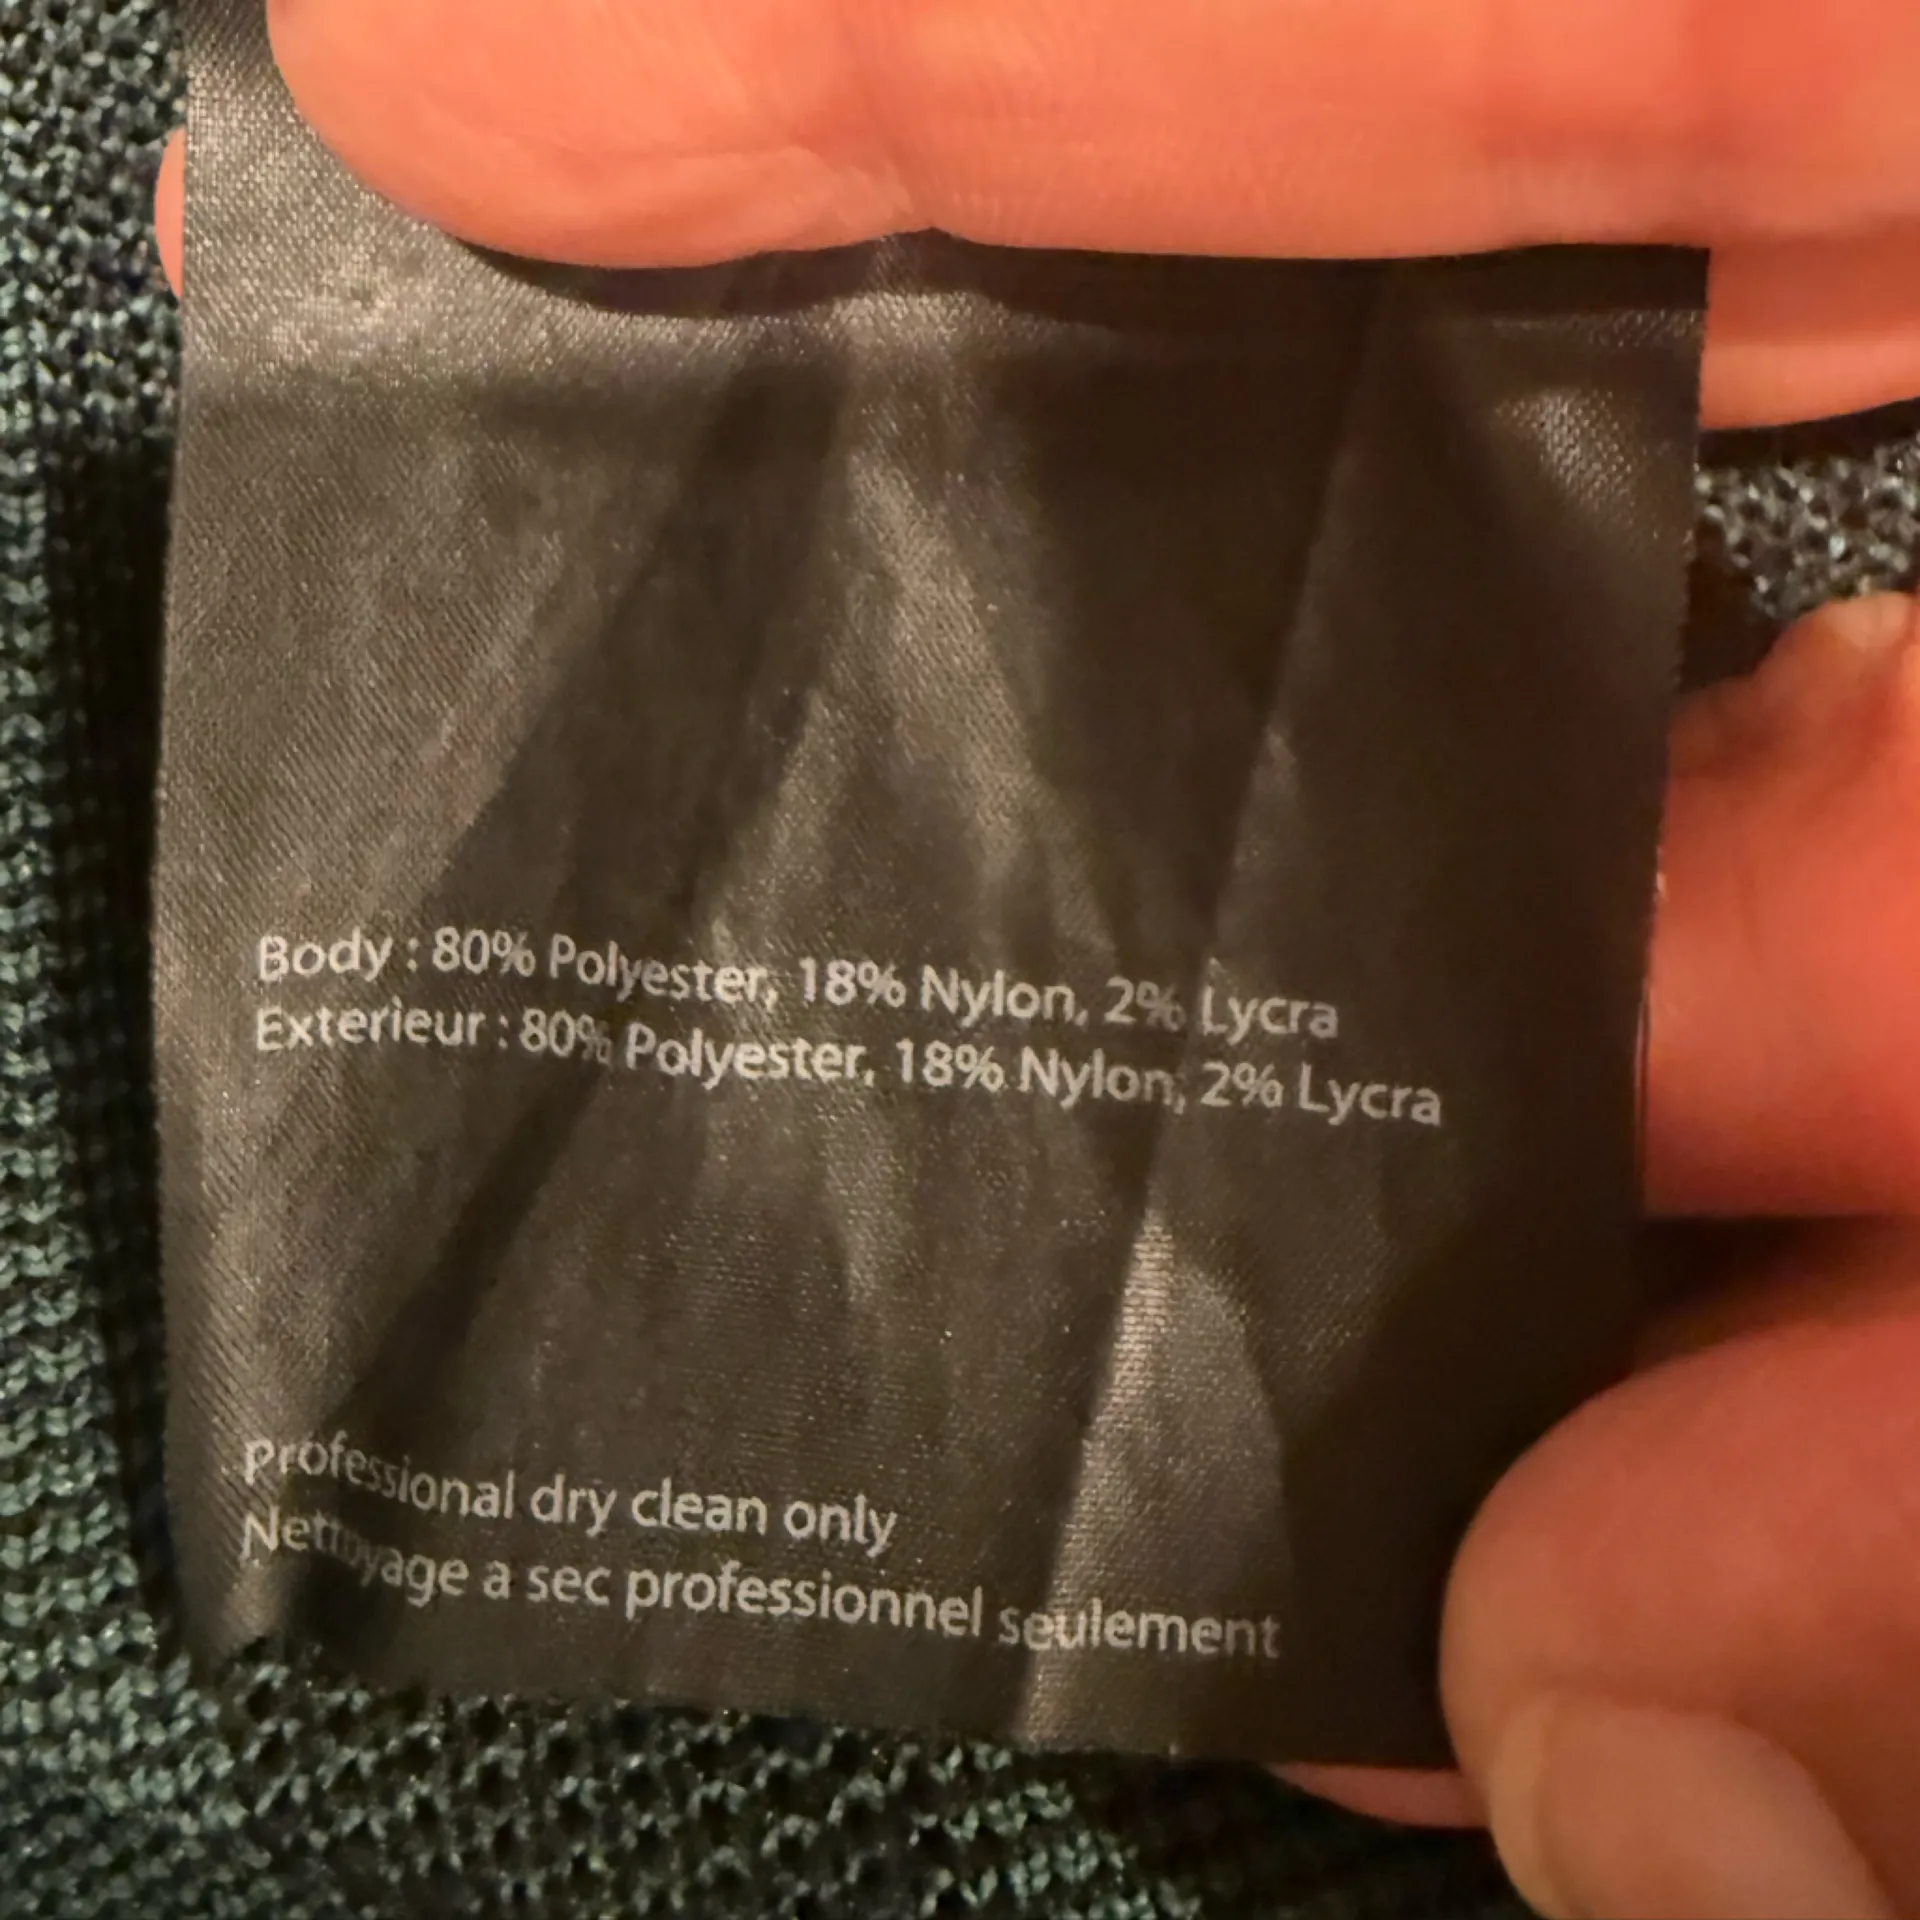 Body : 80% Polyester, 18% Nylon, 2% Lycra
Exterieur : 80% Polyester, 18% Nylon, 2% Lycra
professional dry clean only
Nettoyage a sec professionnel seulement